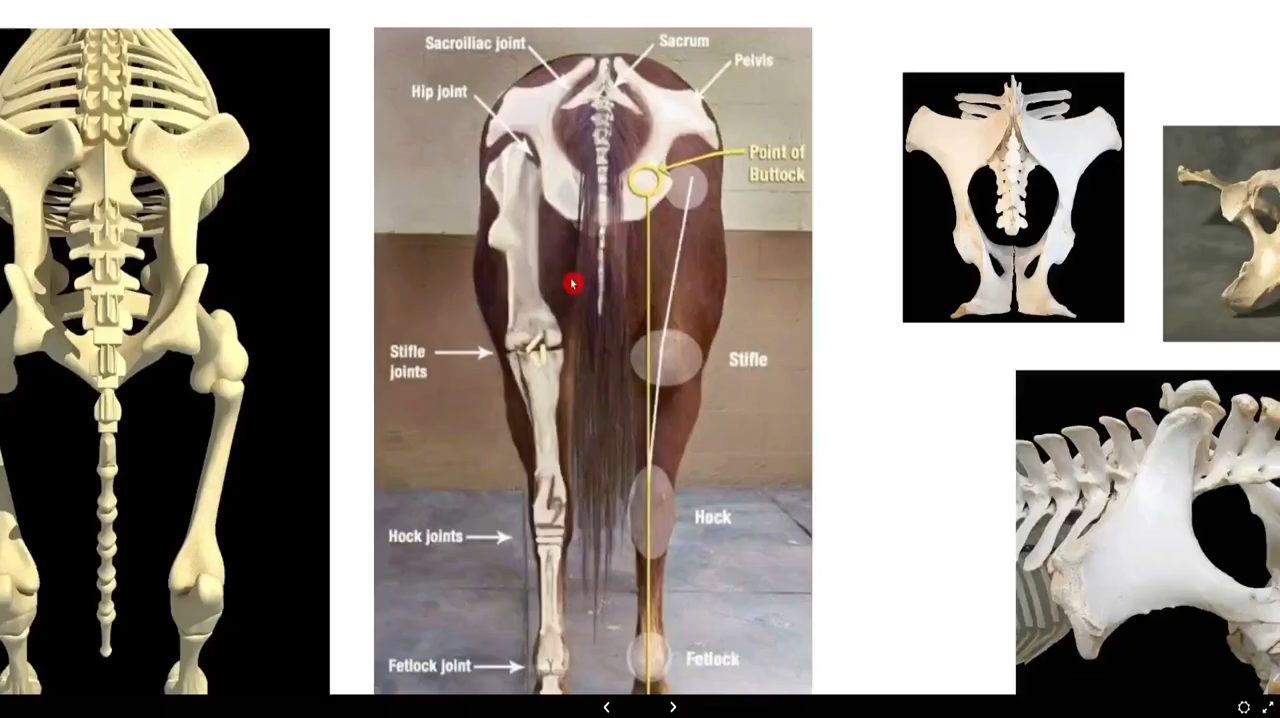 Sacroiliac joint
Sacrum
Pelvis
Hip joint
Point of
Buttock
Stifle
joints
Stifle
Hock
Hock joints
Fetlock joint
Fetlock